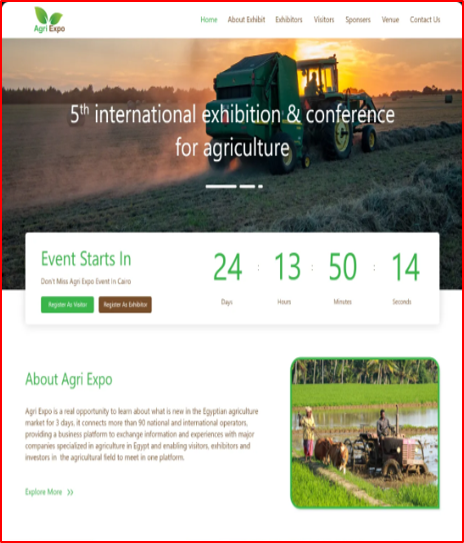 Agri Expo
Home About Exhibit Exhibitors Visitors Sponsers Venue Contact Us
5th international exhibition & conference
for agriculture
Event Starts In
Don't Miss Agri Expo Event In Cairo
Register As Visitor Register As Exhibitor
24 : 13 : 50 : 14
Days Hours Minutes Seconds
About Agri Expo
Agri Expo is a real opportunity to learn about what is new in the Egyptian agriculture
market for 3 days, it connects more than 90 national and international operators,
providing a business platform to exchange information and experiences with major
companies specialized in agriculture in Egypt and enabling visitors, exhibitors and
investors in the agricultural field to meet in one platform.
Explore More »